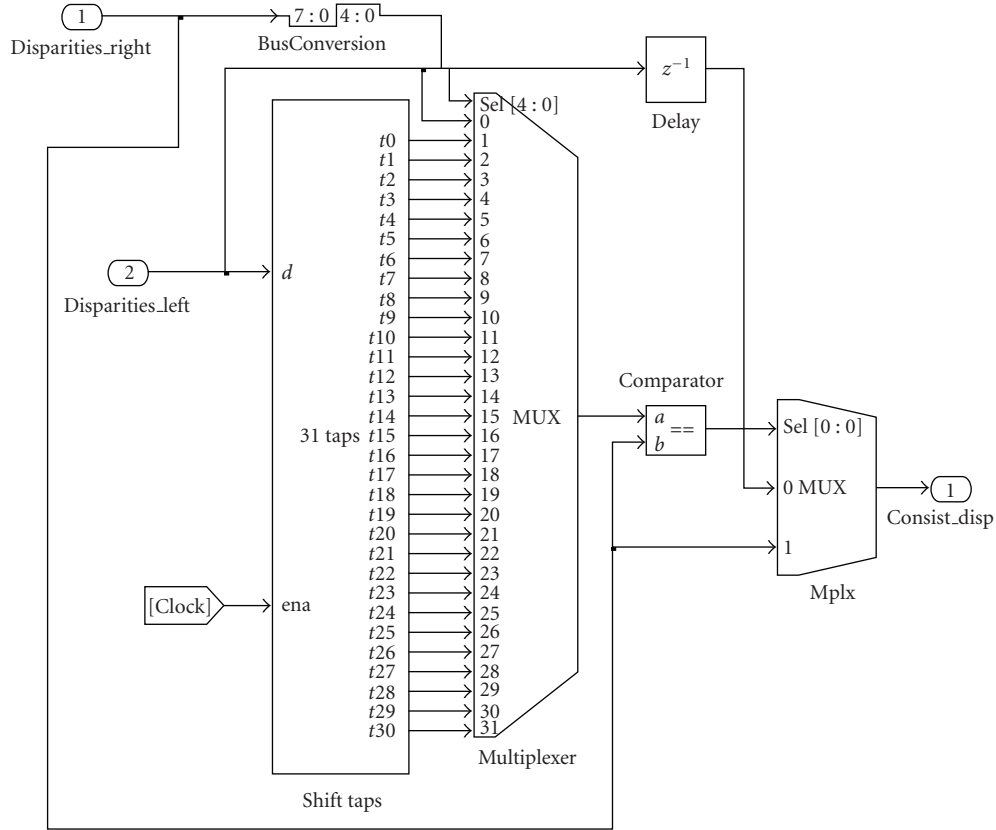 1
Disparities_right
7 : 0
4 : 0
BusConversion
z−1
Delay
Sel [4 : 0]
0
1
2
3
4
5
6
7
8
9
10
11
12
13
14
15
16
17
18
19
20
21
22
23
24
25
26
27
28
29
30
31
MUX
Multiplexer
t0
t1
t2
t3
t4
t5
t6
t7
t8
t9
t10
t11
t12
t13
t14
t15
t16
t17
t18
t19
t20
t21
t22
t23
t24
t25
t26
t27
t28
t29
t30
d
31 taps
ena
Shift taps
2
Disparities_left
[Clock]
Comparator
a
==
b
Sel [0 : 0]
0 MUX
1
Mplx
1
Consist_disp